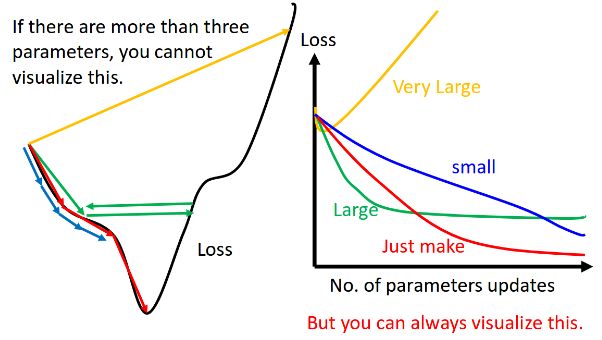 If there are more than three
parameters, you cannot
visualize this.
Loss
Loss
Very Large
small
Large
Just make
No. of parameters updates
But you can always visualize this.